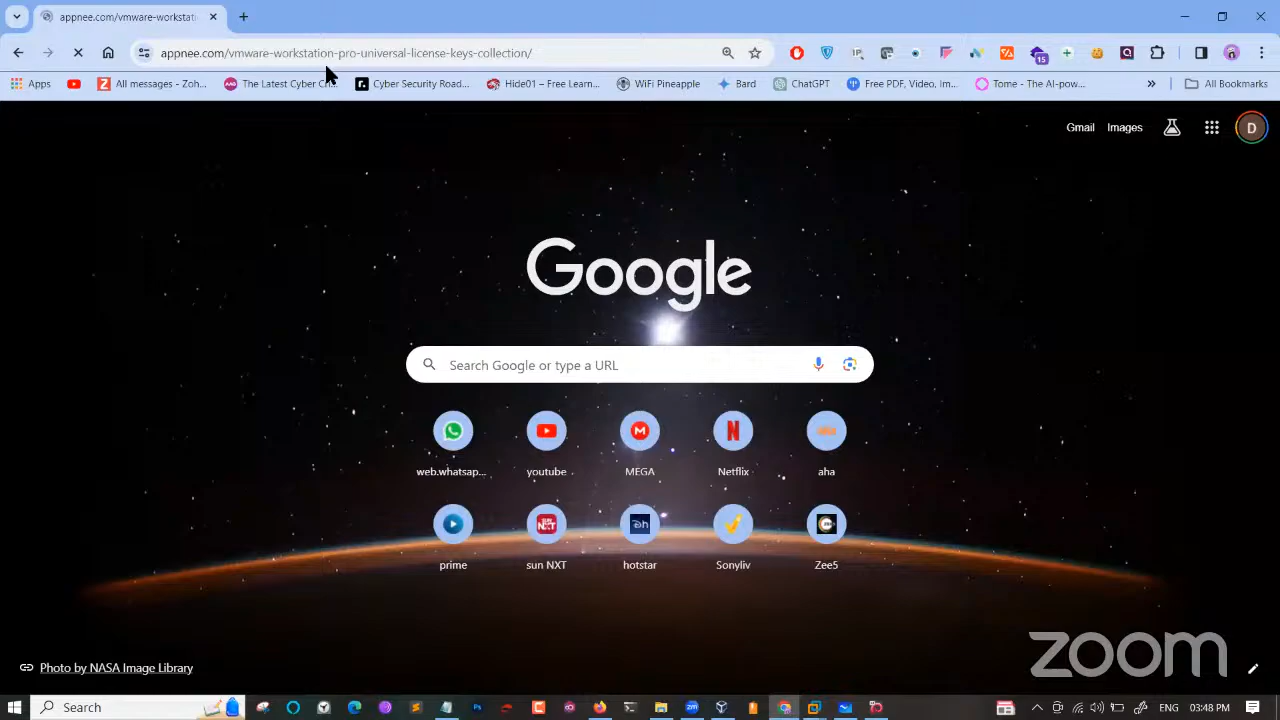 appnee.com/vmware-workstat
appnee.com/vmware-workstation-pro-universal-license-keys-collection/
Apps
All messages - Zoh...
The Latest Cyber Cri...
Cyber Security Road...
Hide01 – Free Learn...
WiFi Pineapple
Bard
ChatGPT
Free PDF, Video, Im...
Tome - The AI-pow...
»
All Bookmarks
15
Gmail
Images
D
Google
Search Google or type a URL
web.whatsap...
youtube
MEGA
Netflix
aha
prime
sun NXT
hotstar
Sonyliv
Zee5
Photo by NASA Image Library
zoom
Search
ENG
03:48 PM